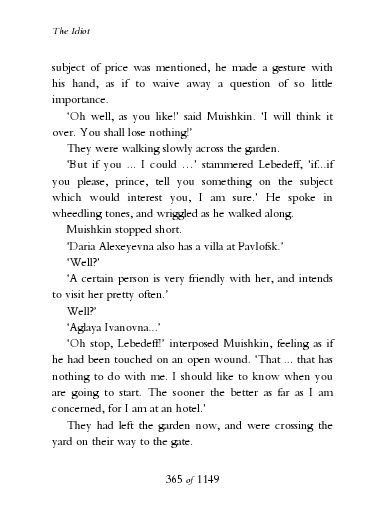 The Idiot
subject of price was mentioned, he made a gesture with
his hand, as if to waive away a question of so little
importance.
‘Oh well, as you like!’ said Muishkin. ‘I will think it
over. You shall lose nothing!’
They were walking slowly across the garden.
‘But if you ... I could ...’ stammered Lebedeff, ‘if...if
you please, prince, tell you something on the subject
which would interest you, I am sure.’ He spoke in
wheedling tones, and wriggled as he walked along.
Muishkin stopped short.
‘Daria Alexeyevna also has a villa at Pavlofsk.’
‘Well?’
‘A certain person is very friendly with her, and intends
to visit her pretty often.’
Well?’
‘Aglaya Ivanovna...’
‘Oh stop, Lebedeff!’ interposed Muishkin, feeling as if
he had been touched on an open wound. ‘That ... that has
nothing to do with me. I should like to know when you
are going to start. The sooner the better as far as I am
concerned, for I am at an hotel.’
They had left the garden now, and were crossing the
yard on their way to the gate.
365 of 1149